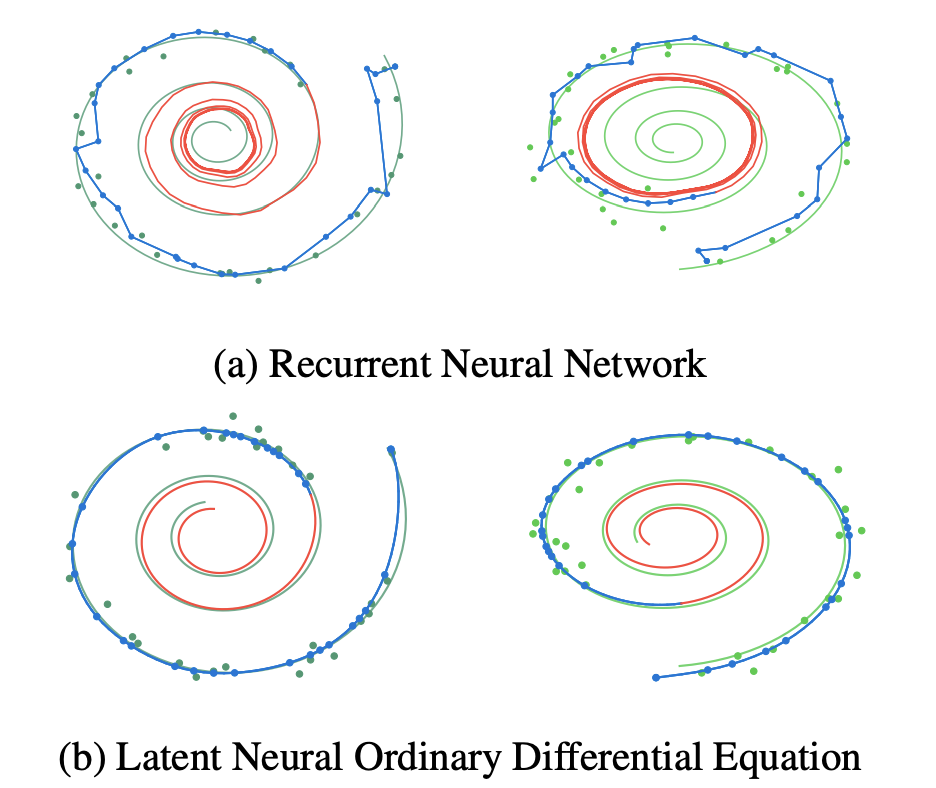 (a) Recurrent Neural Network
(b) Latent Neural Ordinary Differential Equation